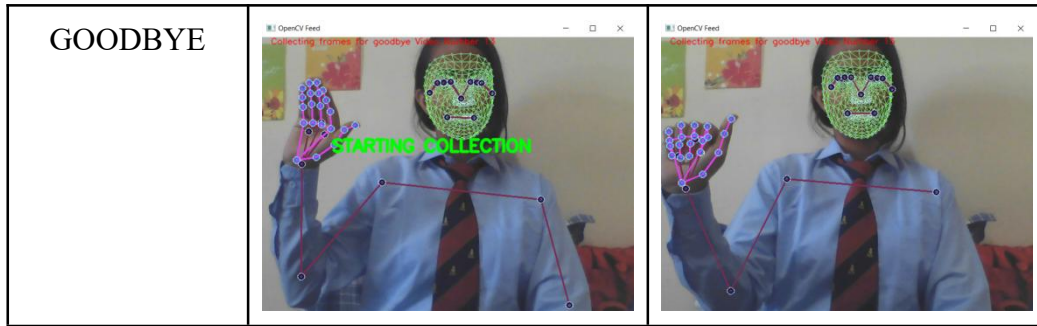 GOODBYE
OpenCV Feed
Collecting frames for goodbye Video Number
STARTING COLLECTION
OpenCV Feed
Collecting frames for goodbye Video Number